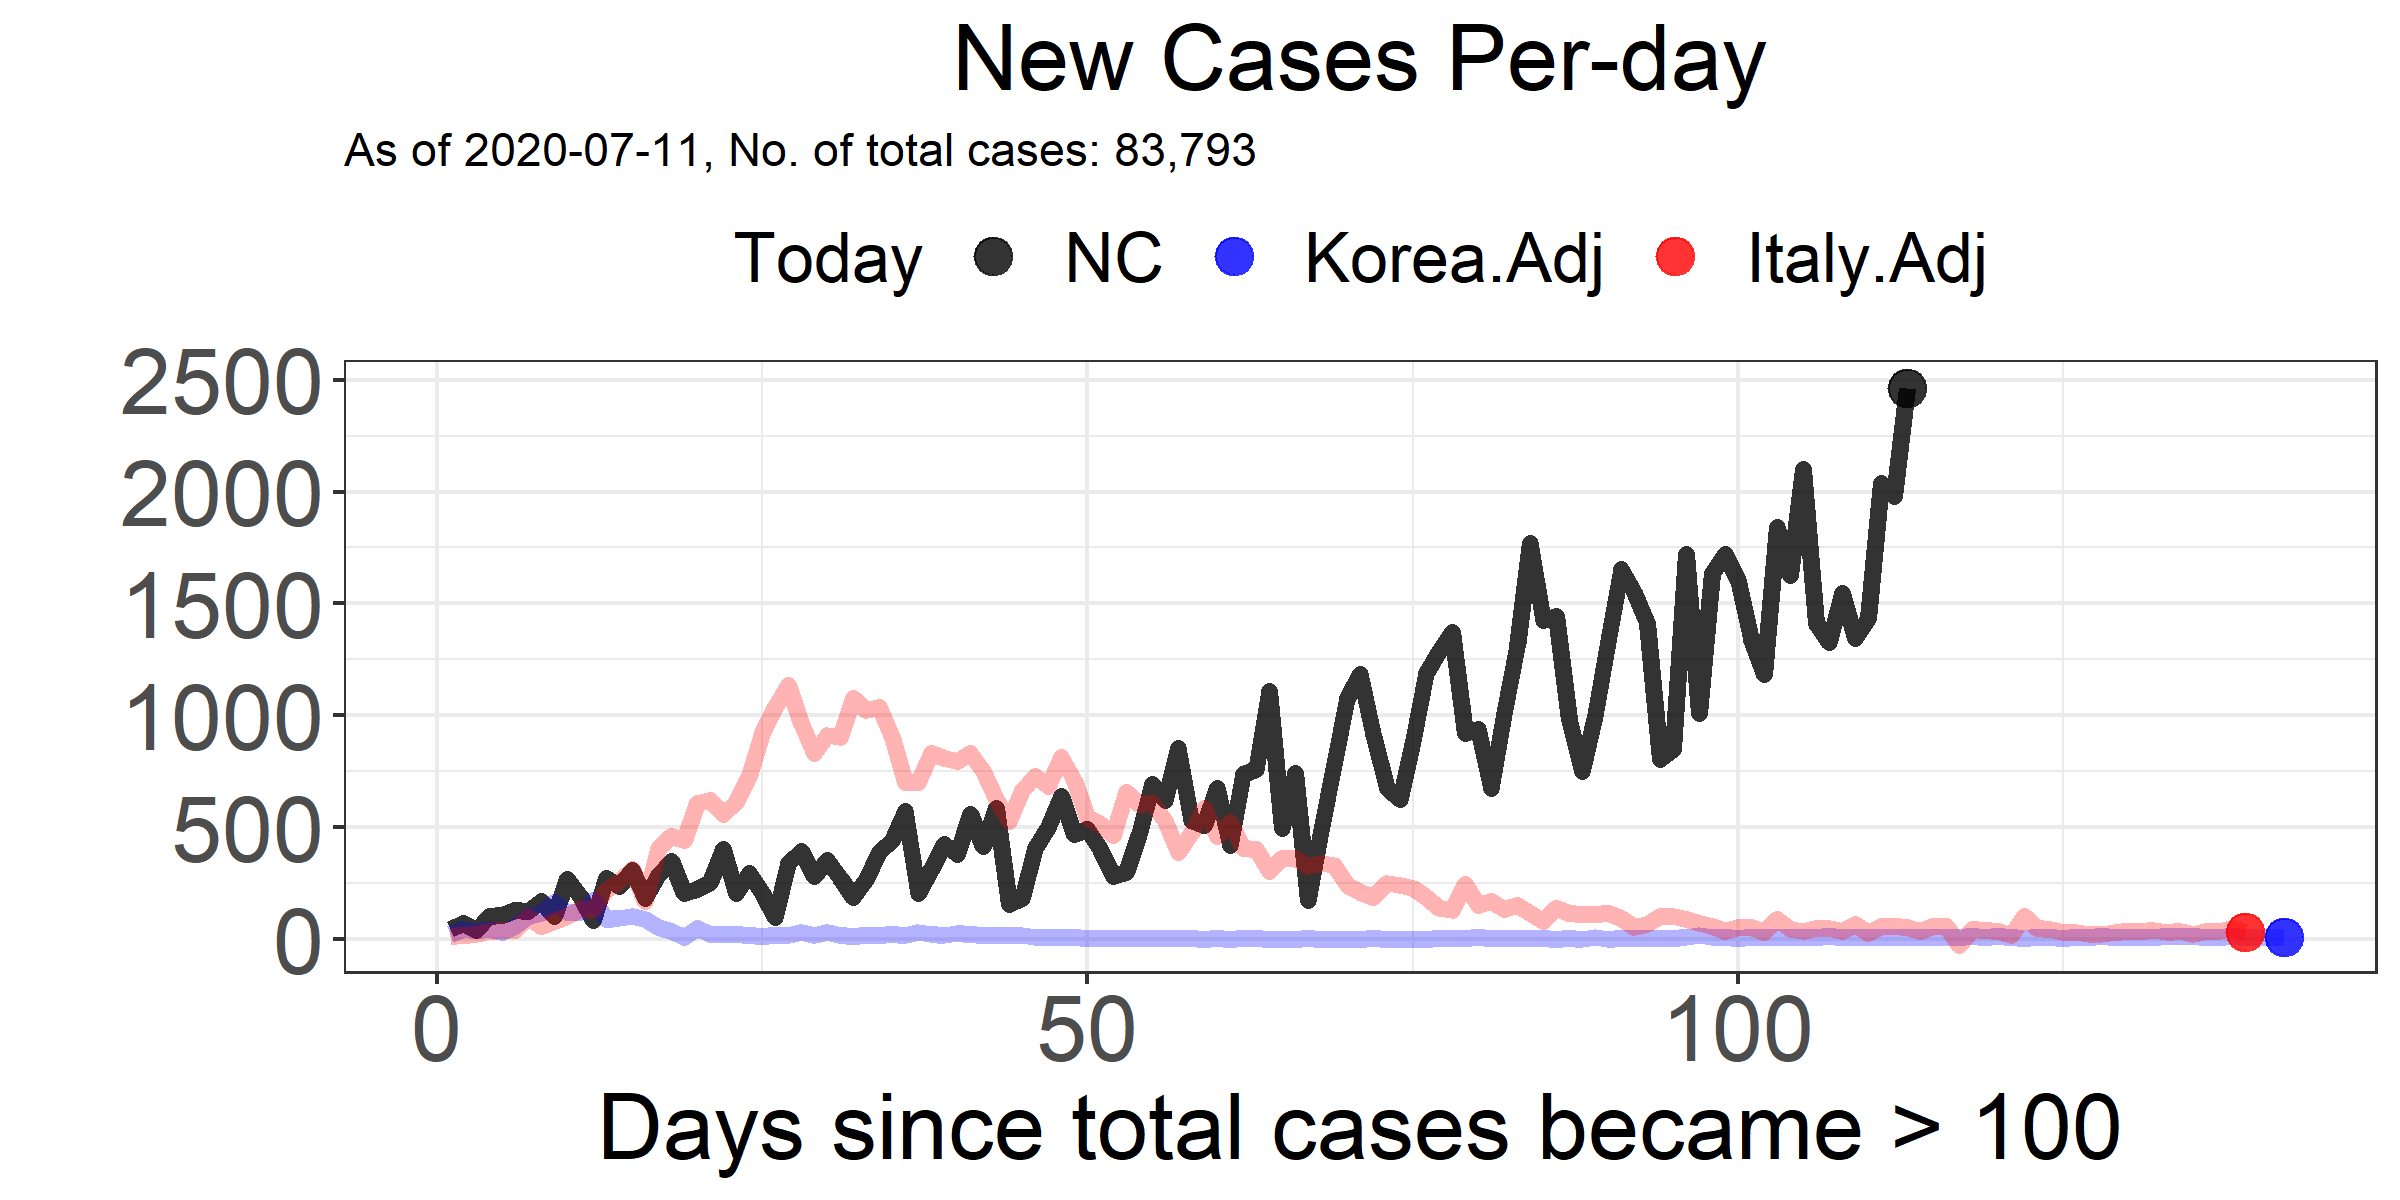 New Cases Per-day
As of 2020-07-11, No. of total cases: 83,793
Today NC Korea.Adj Italy.Adj
2500
2000
1500
1000
500
0
0 50 100
Days since total cases became > 100